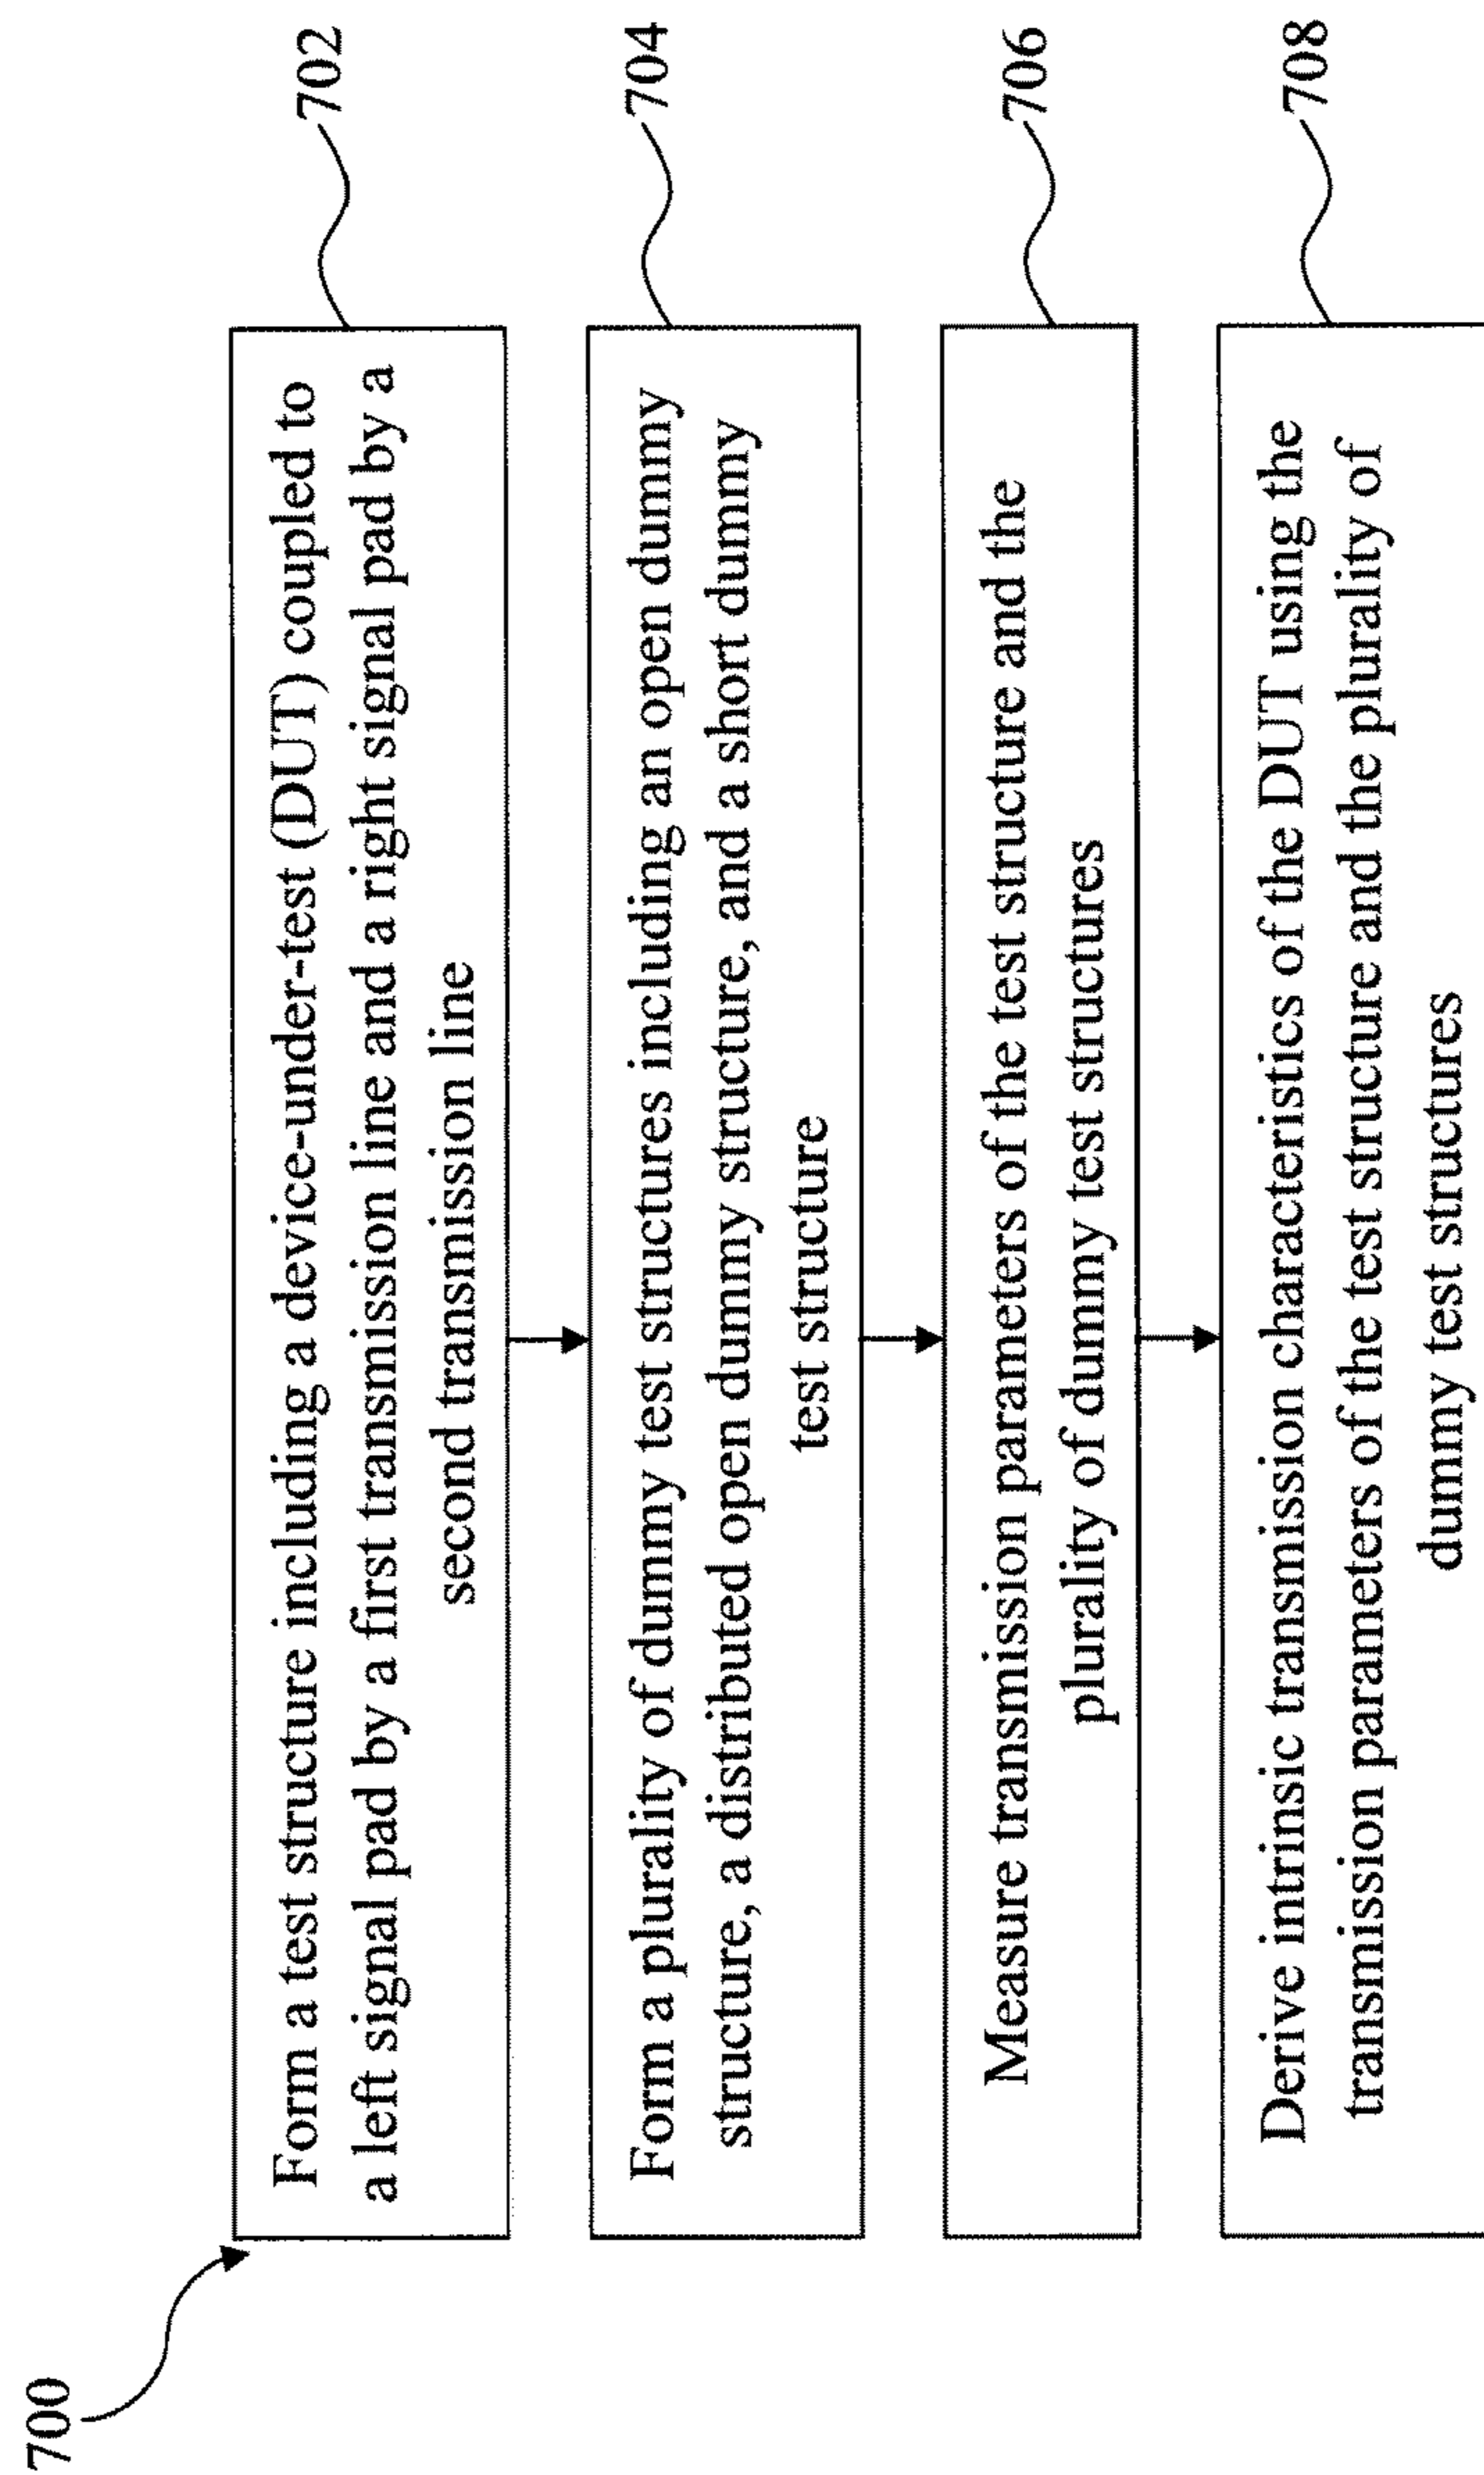 700
Form a test structure including a device-under-test (DUT) coupled to
a left signal pad by a first transmission line and a right signal pad by a
second transmission line
702
Form a plurality of dummy test structures including an open dummy
structure, a distributed open dummy structure, and a short dummy
test structure
704
Measure transmission parameters of the test structure and the
plurality of dummy test structures
706
Derive intrinsic transmission characteristics of the DUT using the
transmission parameters of the test structure and the plurality of
dummy test structures
708